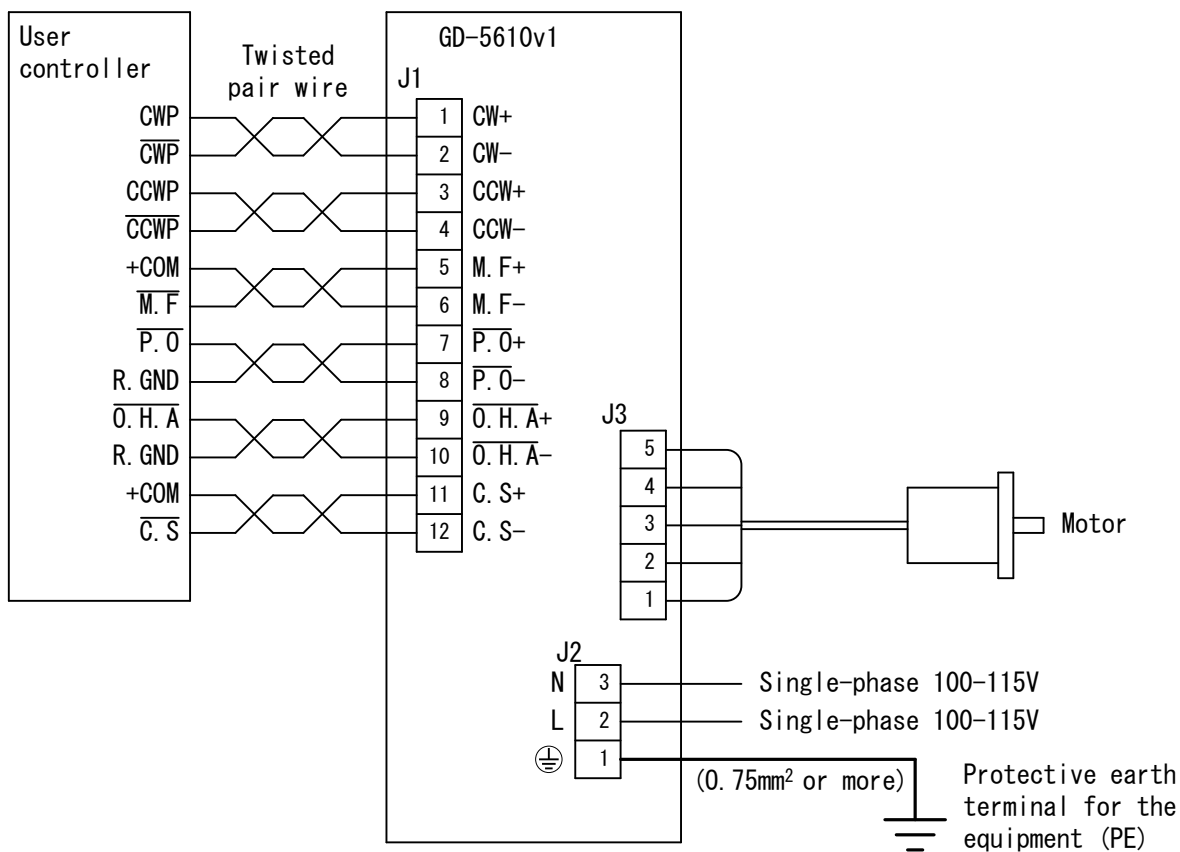 User
controller
Twisted
pair wire
GD-5610v1
J1
CWP 1 CW+
C̅W̅P̅ 2 CW-
CCWP 3 CCW+
C̅C̅W̅P̅ 4 CCW-
+COM 5 M.F+
M̅.̅F̅ 6 M.F-
P̅.̅O̅ 7 P̅.̅O̅+
R.GND 8 P̅.̅O̅-
O̅.̅H̅.̅A̅ 9 O̅.̅H̅.̅A̅+
R.GND 10 O̅.̅H̅.̅A̅-
+COM 11 C.S+
C̅.̅S̅ 12 C.S-
J3
5
4
3
2
1
Motor
J2
N 3 Single-phase 100-115V
L 2 Single-phase 100-115V
1
(0.75mm² or more)
Protective earth
terminal for the
equipment (PE)